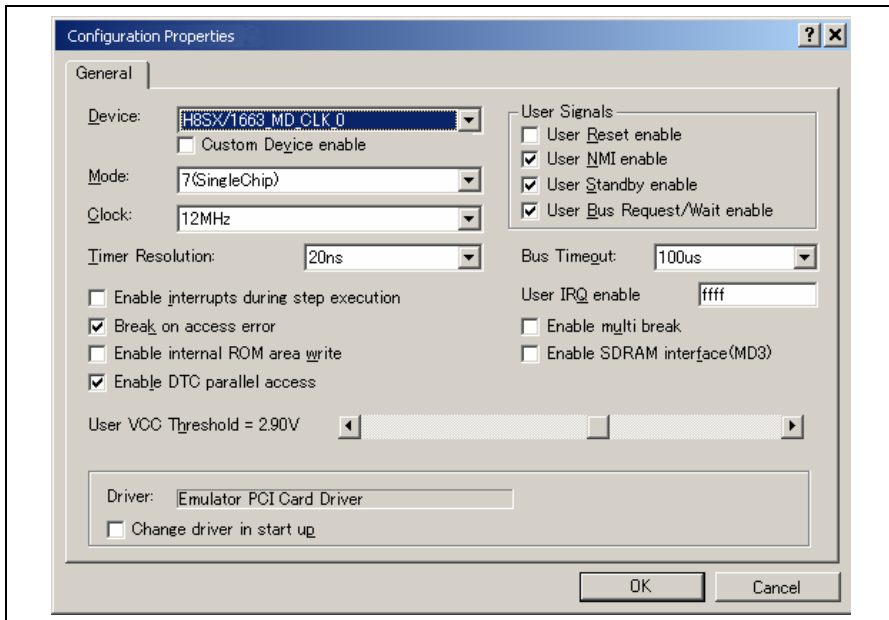 Configuration Properties
General
Device: H8SX/1663_MD_CLK_0
Custom Device enable
Mode: 7(SingleChip)
Clock: 12MHz
Timer Resolution: 20ns
Enable interrupts during step execution
Break on access error
Enable internal ROM area write
Enable DTC parallel access
User Signals
User Reset enable
User NMI enable
User Standby enable
User Bus Request/Wait enable
Bus Timeout: 100us
User IRQ enable ffff
Enable multi break
Enable SDRAM interface(MD3)
User VCC Threshold = 2.90V
Driver: Emulator PCI Card Driver
Change driver in start up
OK Cancel